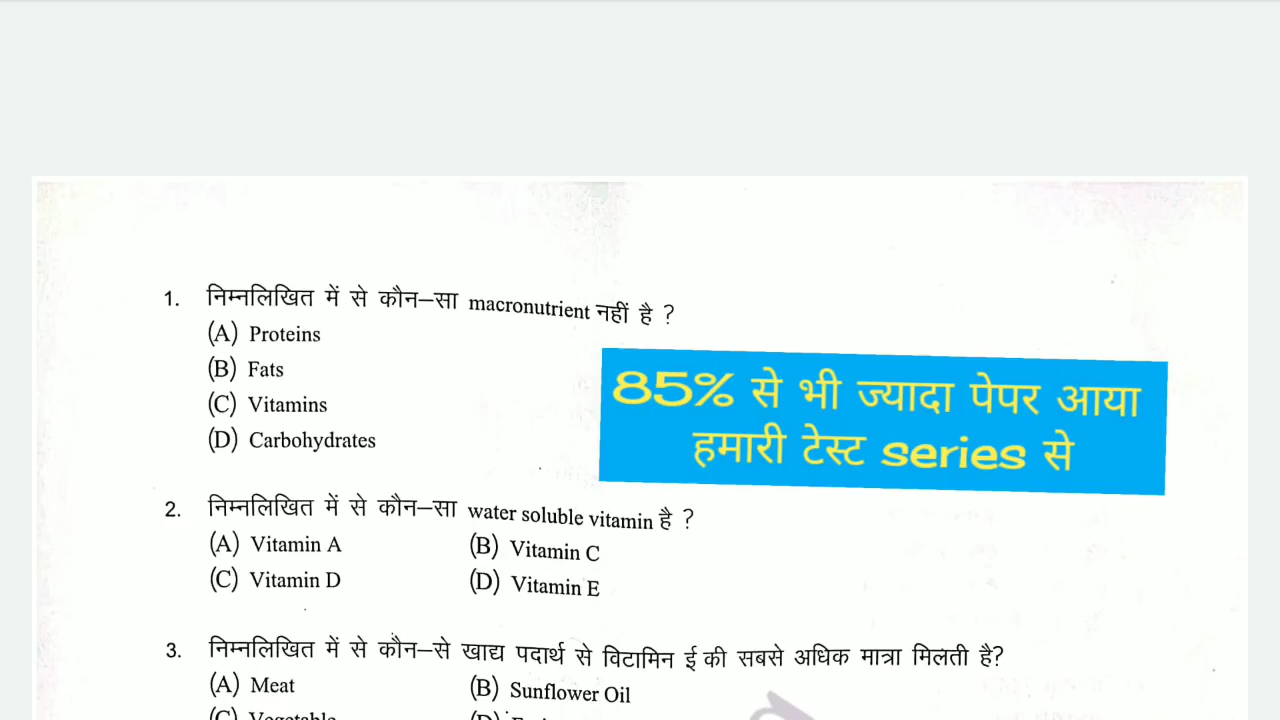 1. निम्नलिखित में से कौन–सा macronutrient नहीं है ?
(A) Proteins
(B) Fats
(C) Vitamins
(D) Carbohydrates
85% से भी ज्यादा पेपर आया
हमारी टेस्ट series से
2. निम्नलिखित में से कौन–सा water soluble vitamin है ?
(A) Vitamin A (B) Vitamin C
(C) Vitamin D (D) Vitamin E
3. निम्नलिखित में से कौन–से खाद्य पदार्थ से विटामिन ई की सबसे अधिक मात्रा मिलती है?
(A) Meat (B) Sunflower Oil
(C) Vegetable (D)